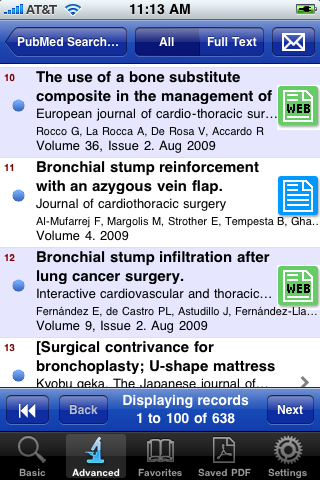 AT&T 11:13 AM
PubMed Search... All Full Text
10
The use of a bone substitute
composite in the management of
European journal of cardio-thoracic sur...
Rocco G, La Rocca A, De Rosa V, Accardo R
Volume 36, Issue 2. Aug 2009
WEB
11
Bronchial stump reinforcement
with an azygous vein flap.
Journal of cardiothoracic surgery
Al-Mufarrej F, Margolis M, Strother E, Tempesta B, Gha...
Volume 4. 2009
12
Bronchial stump infiltration after
lung cancer surgery.
Interactive cardiovascular and thoracic...
Fernández E, de Castro PL, Astudillo J, Fernández-Lla...
Volume 9, Issue 2. Aug 2009
WEB
13
[Surgical contrivance for
bronchoplasty; U-shape mattress
Kyobu geka. The Japanese journal of...
Back
Displaying records
1 to 100 of 638
Next
Basic Advanced Favorites Saved PDF Settings